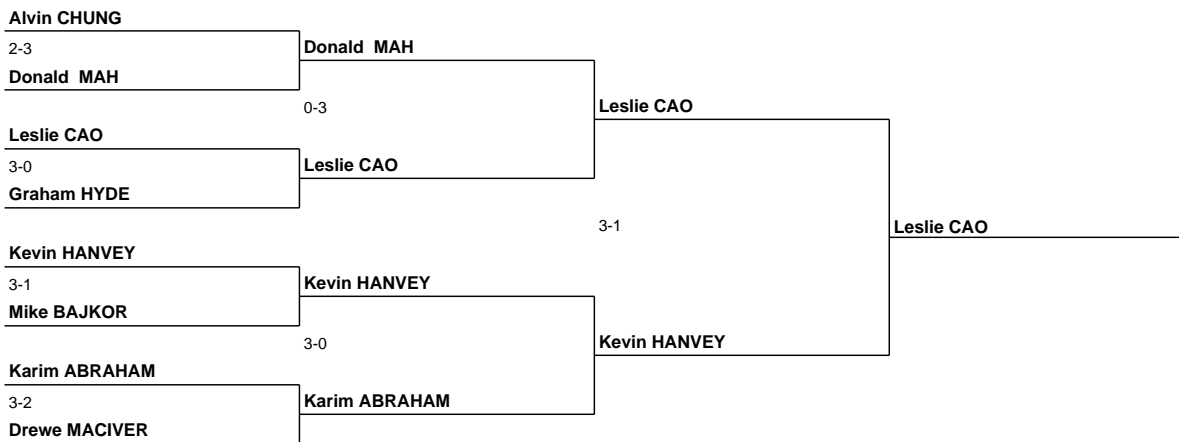 Alvin CHUNG
2-3
Donald MAH
Donald MAH
0-3
Leslie CAO
Leslie CAO
3-0
Leslie CAO
Graham HYDE
3-1
Leslie CAO
Kevin HANVEY
3-1
Kevin HANVEY
Mike BAJKOR
3-0
Kevin HANVEY
Karim ABRAHAM
3-2
Karim ABRAHAM
Drewe MACIVER